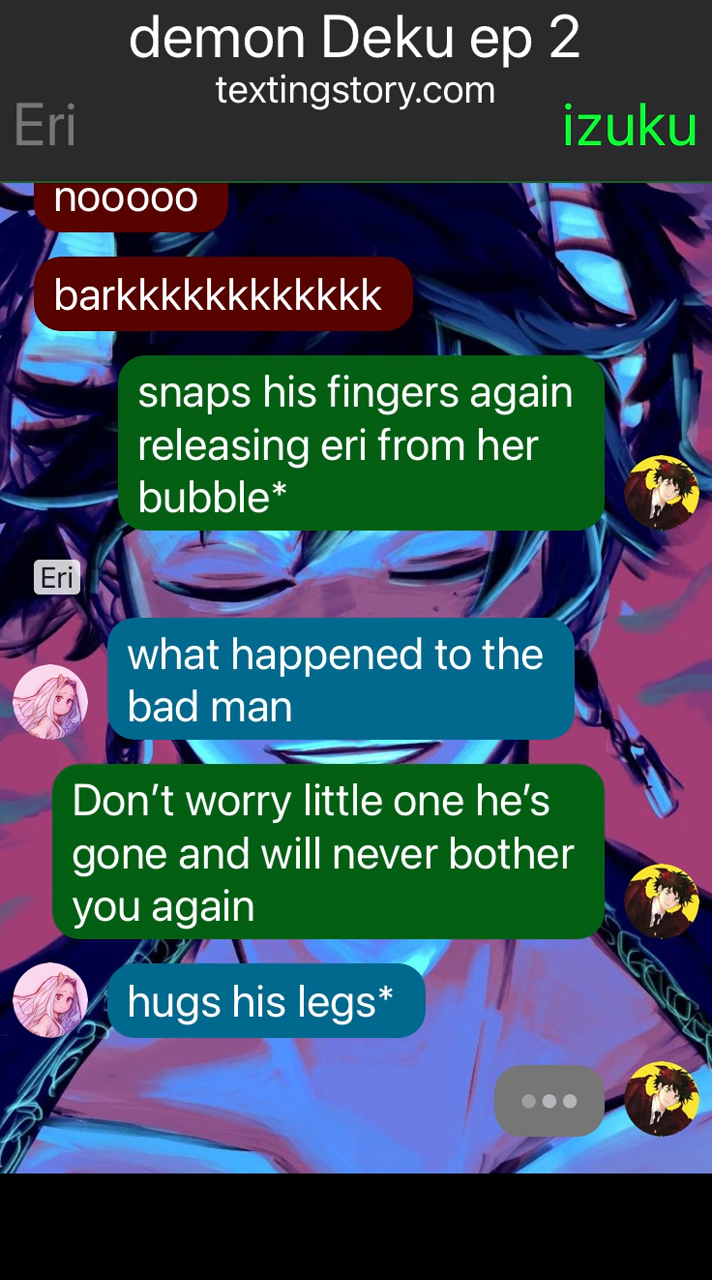 demon Deku ep 2
textingstory.com
Eri
izuku
nooooo
barkkkkkkkkkkkkk
snaps his fingers again
releasing eri from her
bubble*
Eri
what happened to the
bad man
Don’t worry little one he’s
gone and will never bother
you again
hugs his legs*